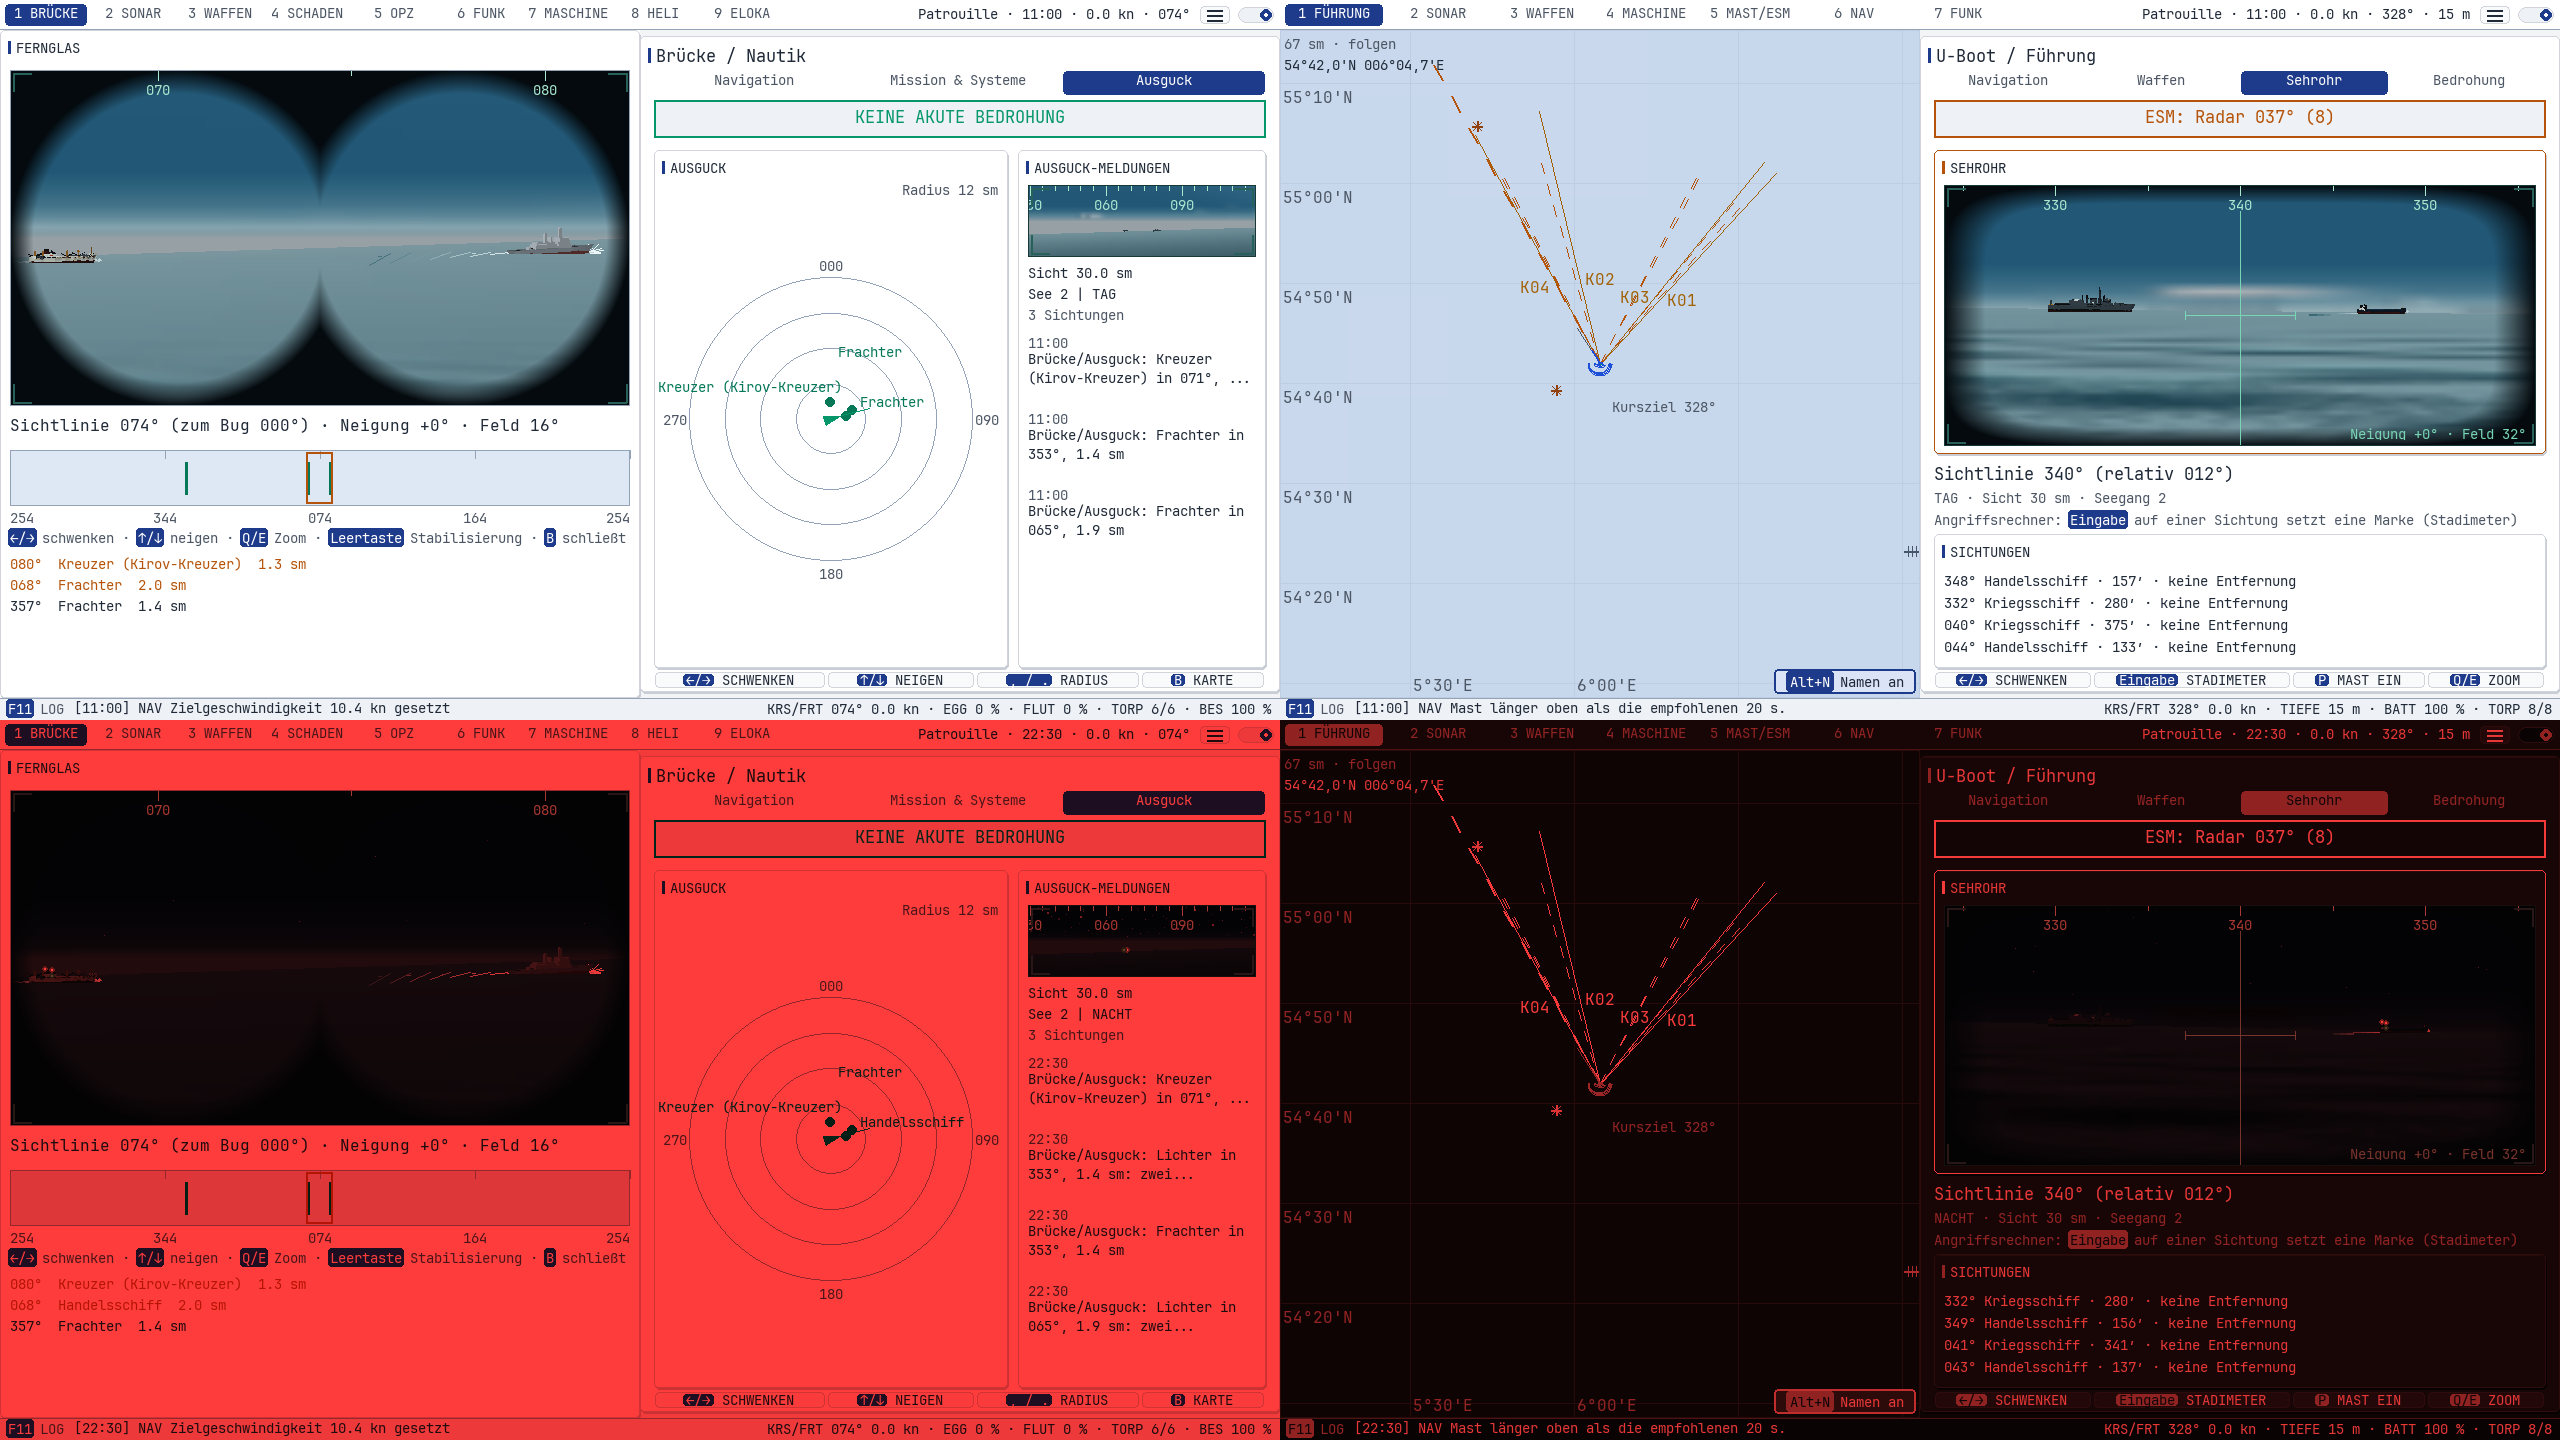 1 BRÜCKE 2 SONAR 3 WAFFEN 4 SCHADEN 5 OPZ 6 FUNK 7 MASCHINE 8 HELI 9 ELOKA Patrouille · 11:00 · 0.0 kn · 074°
FERNGLAS
070 080
Sichtlinie 074° (zum Bug 000°) · Neigung +0° · Feld 16°
254 344 074 164 254
←/→ schwenken · ↑/↓ neigen · Q/E Zoom · Leertaste Stabilisierung · B schließt
080° Kreuzer (Kirov-Kreuzer) 1.3 sm
068° Frachter 2.0 sm
357° Frachter 1.4 sm
Brücke / Nautik
Navigation Mission & Systeme Ausguck
KEINE AKUTE BEDROHUNG
AUSGUCK
Radius 12 sm
000
Frachter
Kreuzer (Kirov-Kreuzer)
Frachter
270 090
180
AUSGUCK-MELDUNGEN
060 090
Sicht 30.0 sm
See 2 | TAG
3 Sichtungen
11:00
Brücke/Ausguck: Kreuzer
(Kirov-Kreuzer) in 071°, ...
11:00
Brücke/Ausguck: Frachter in
353°, 1.4 sm
11:00
Brücke/Ausguck: Frachter in
065°, 1.9 sm
←/→ SCHWENKEN ↑/↓ NEIGEN , / . RADIUS B KARTE
F11 LOG [11:00] NAV Zielgeschwindigkeit 10.4 kn gesetzt KRS/FRT 074° 0.0 kn · EGG 0 % · FLUT 0 % · TORP 6/6 · BES 100 %
1 FÜHRUNG 2 SONAR 3 WAFFEN 4 MASCHINE 5 MAST/ESM 6 NAV 7 FUNK Patrouille · 11:00 · 0.0 kn · 328° · 15 m
67 sm · folgen
54°42,0'N 006°04,7'E
55°10'N
55°00'N
54°50'N
54°40'N
54°30'N
54°20'N
K04 K02 K03 K01
Kursziel 328°
5°30'E 6°00'E
Alt+N Namen an
U-Boot / Führung
Navigation Waffen Sehrohr Bedrohung
ESM: Radar 037° (8)
SEHROHR
330 340 350
Neigung +0° · Feld 32°
Sichtlinie 340° (relativ 012°)
TAG · Sicht 30 sm · Seegang 2
Angriffsrechner: Eingabe auf einer Sichtung setzt eine Marke (Stadimeter)
SICHTUNGEN
348° Handelsschiff · 157′ · keine Entfernung
332° Kriegsschiff · 280′ · keine Entfernung
040° Kriegsschiff · 375′ · keine Entfernung
044° Handelsschiff · 133′ · keine Entfernung
←/→ SCHWENKEN Eingabe STADIMETER P MAST EIN Q/E ZOOM
F11 LOG [11:00] NAV Mast länger oben als die empfohlenen 20 s. KRS/FRT 328° 0.0 kn · TIEFE 15 m · BATT 100 % · TORP 8/8
1 BRÜCKE 2 SONAR 3 WAFFEN 4 SCHADEN 5 OPZ 6 FUNK 7 MASCHINE 8 HELI 9 ELOKA Patrouille · 22:30 · 0.0 kn · 074°
FERNGLAS
070 080
Sichtlinie 074° (zum Bug 000°) · Neigung +0° · Feld 16°
254 344 074 164 254
←/→ schwenken · ↑/↓ neigen · Q/E Zoom · Leertaste Stabilisierung · B schließt
080° Kreuzer (Kirov-Kreuzer) 1.3 sm
068° Handelsschiff 2.0 sm
357° Frachter 1.4 sm
Brücke / Nautik
Navigation Mission & Systeme Ausguck
KEINE AKUTE BEDROHUNG
AUSGUCK
Radius 12 sm
000
Frachter
Kreuzer (Kirov-Kreuzer)
Handelsschiff
270 090
180
AUSGUCK-MELDUNGEN
060 090
Sicht 30.0 sm
See 2 | NACHT
3 Sichtungen
22:30
Brücke/Ausguck: Kreuzer
(Kirov-Kreuzer) in 071°, ...
22:30
Brücke/Ausguck: Lichter in
353°, 1.4 sm: zwei...
22:30
Brücke/Ausguck: Frachter in
353°, 1.4 sm
22:30
Brücke/Ausguck: Lichter in
065°, 1.9 sm: zwei...
←/→ SCHWENKEN ↑/↓ NEIGEN , / . RADIUS B KARTE
F11 LOG [22:30] NAV Zielgeschwindigkeit 10.4 kn gesetzt KRS/FRT 074° 0.0 kn · EGG 0 % · FLUT 0 % · TORP 6/6 · BES 100 %
1 FÜHRUNG 2 SONAR 3 WAFFEN 4 MASCHINE 5 MAST/ESM 6 NAV 7 FUNK Patrouille · 22:30 · 0.0 kn · 328° · 15 m
67 sm · folgen
54°42,0'N 006°04,7'E
55°10'N
55°00'N
54°50'N
54°40'N
54°30'N
54°20'N
K04 K02 K03 K01
Kursziel 328°
5°30'E 6°00'E
Alt+N Namen an
U-Boot / Führung
Navigation Waffen Sehrohr Bedrohung
ESM: Radar 037° (8)
SEHROHR
330 340 350
Neigung +0° · Feld 32°
Sichtlinie 340° (relativ 012°)
NACHT · Sicht 30 sm · Seegang 2
Angriffsrechner: Eingabe auf einer Sichtung setzt eine Marke (Stadimeter)
SICHTUNGEN
332° Kriegsschiff · 280′ · keine Entfernung
349° Handelsschiff · 156′ · keine Entfernung
041° Kriegsschiff · 341′ · keine Entfernung
043° Handelsschiff · 137′ · keine Entfernung
←/→ SCHWENKEN Eingabe STADIMETER P MAST EIN Q/E ZOOM
F11 LOG [22:30] NAV Mast länger oben als die empfohlenen 20 s. KRS/FRT 328° 0.0 kn · TIEFE 15 m · BATT 100 % · TORP 8/8